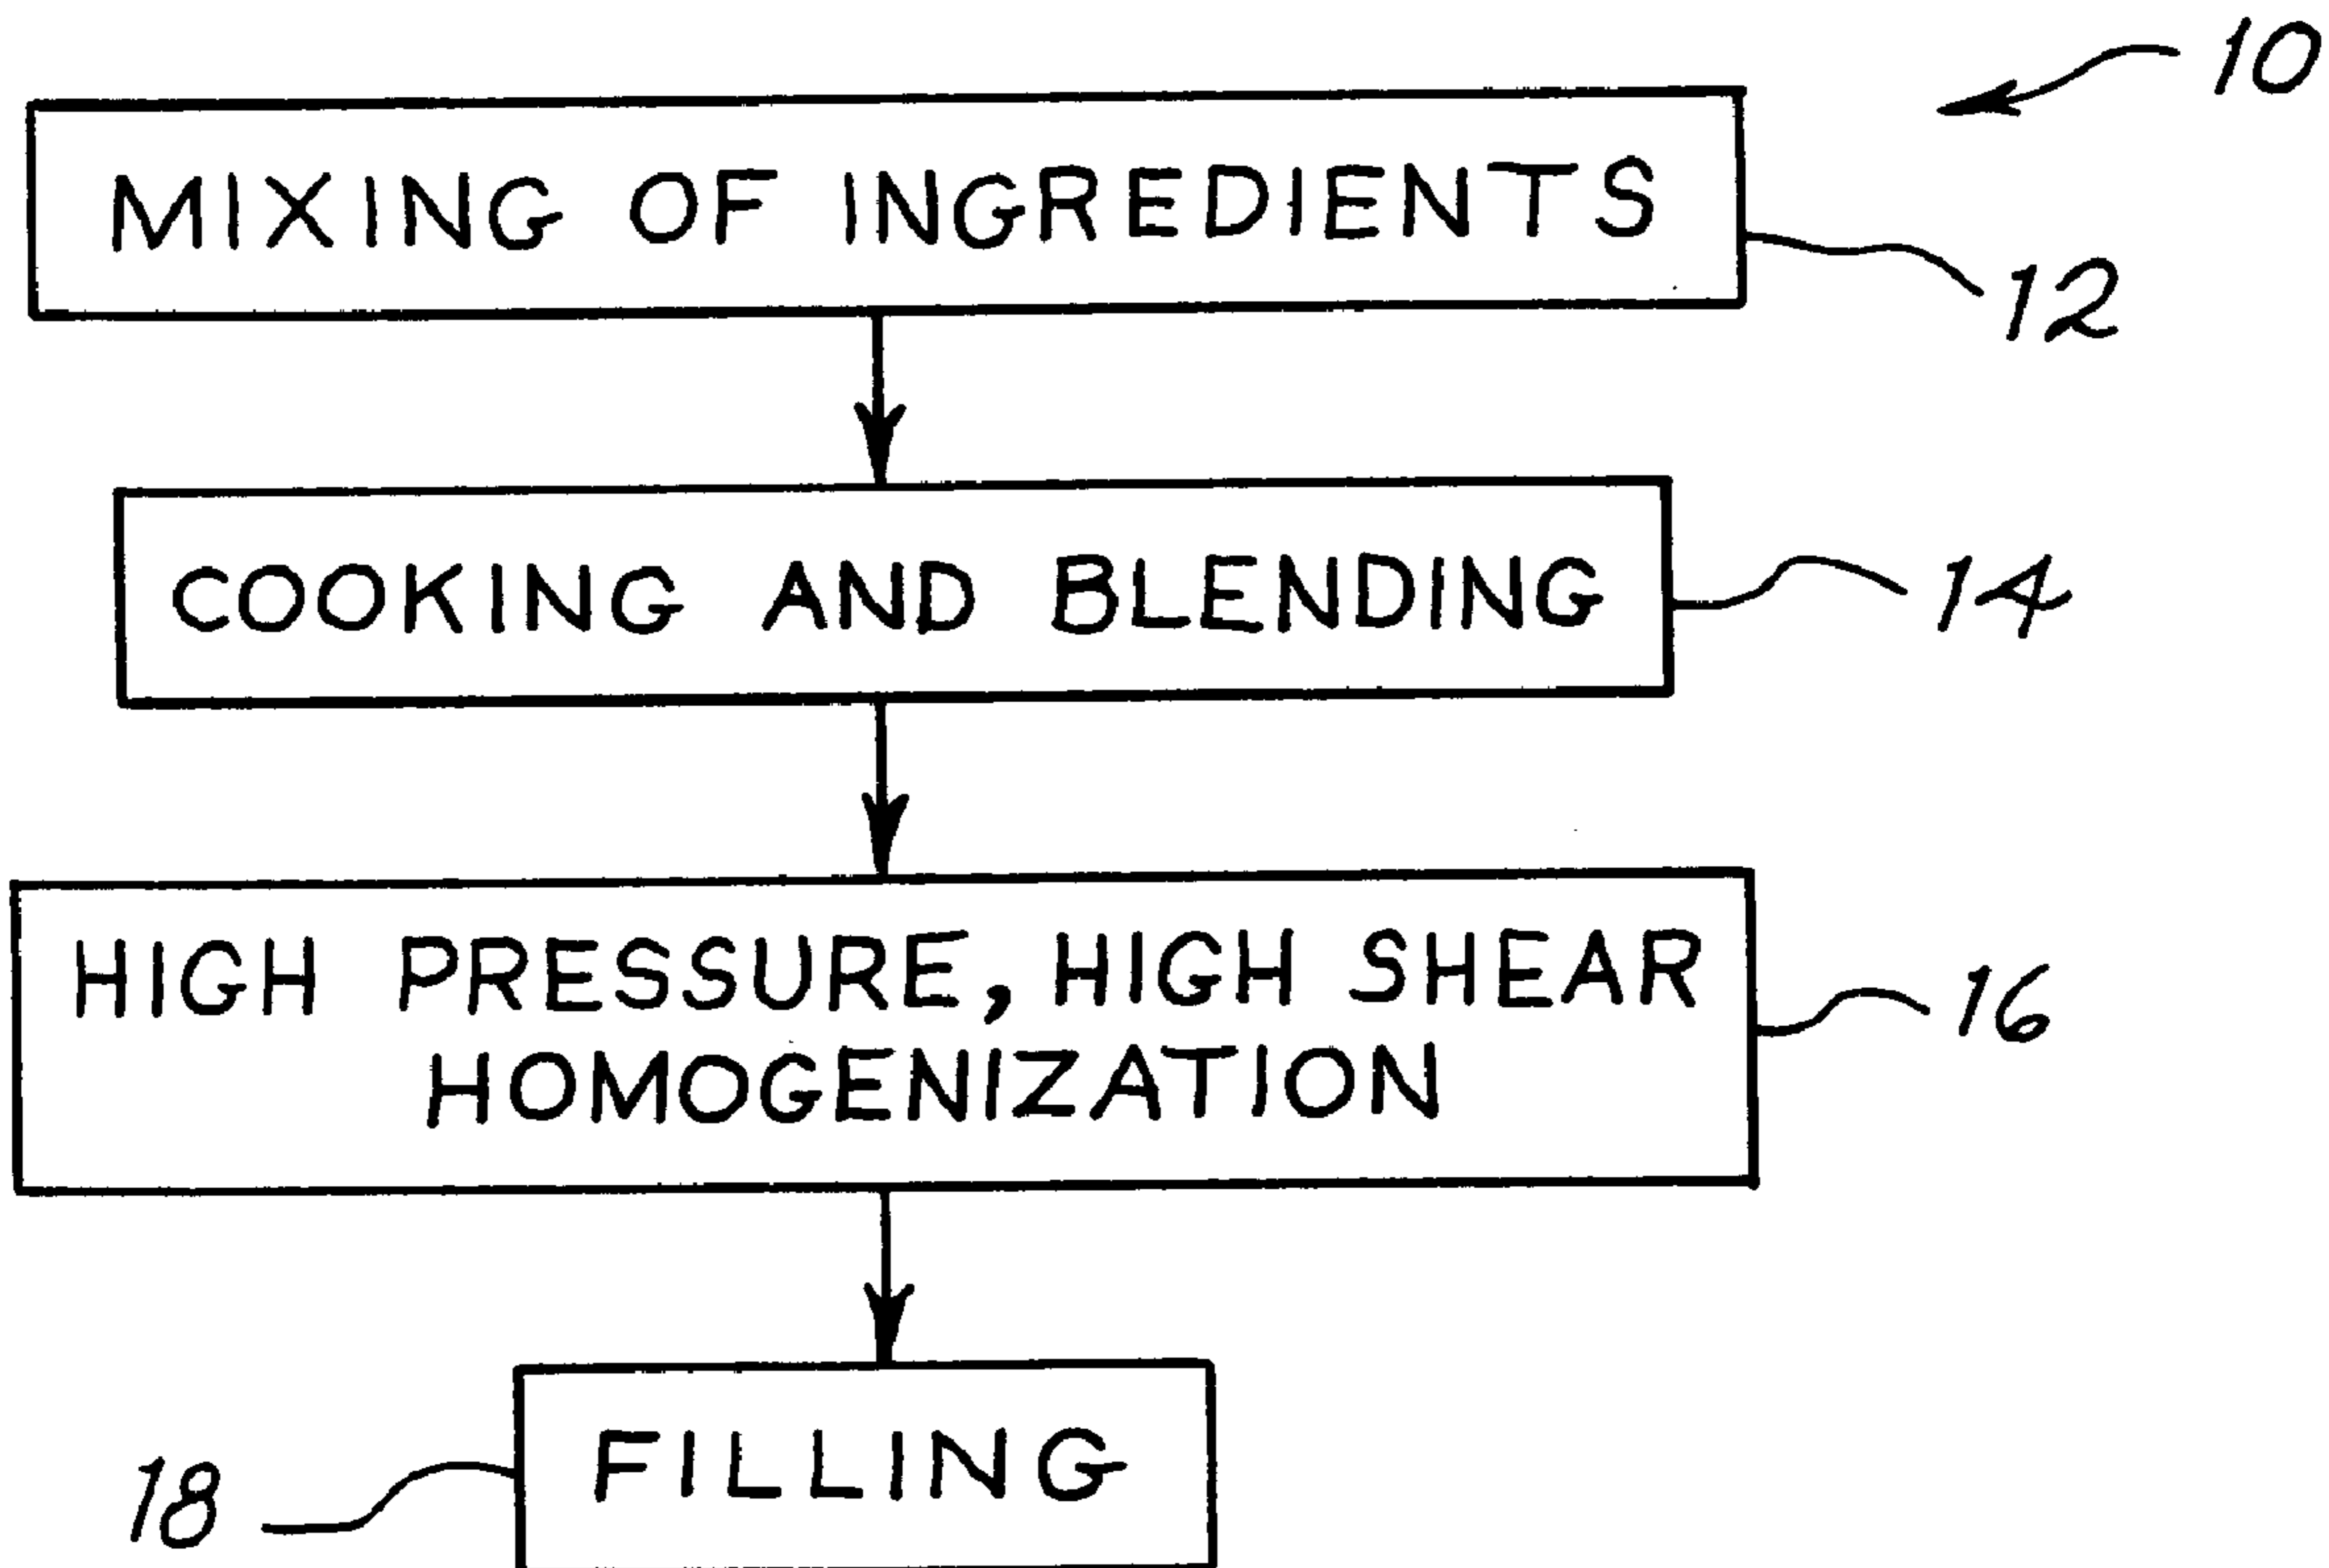 10
MIXING OF INGREDIENTS
12
COOKING AND BLENDING
14
HIGH PRESSURE, HIGH SHEAR
HOMOGENIZATION
16
FILLING
18